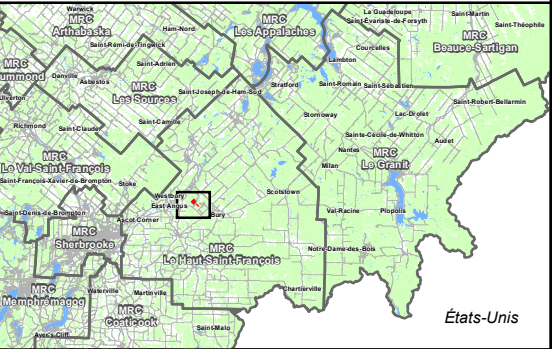 Warwick
MRC
Arthabaska
Ham-Nord
Saint-Rémi-de-Tingwick
Saint-Adrien
MRC
Les Appalaches
La Guadeloupe
Saint-Évariste-de-Forsyth
Courcelles
Lambton
Saint-Martin
Saint-Théophile
MRC
Beauce-Sartigan
MRC
Danville
Asbestos
MRC
Les Sources
Saint-Joseph-de-Ham-Sud
Stratford
Saint-Romain
Saint-Sébastien
Saint-Robert-Bellarmin
Richmond
Saint-Claude
Saint-Camille
Stornoway
Lac-Drolet
Sainte-Cécile-de-Whitton
Audet
Nantes
MRC
Le Granit
Milan
MRC
Le Val-Saint-François
Saint-François-Xavier-de-Brompton
Stoke
Westbury
East Angus
Bury
Scotstown
Val-Racine
Piopolis
Saint-Denis-de-Brompton
Ascot Corner
MRC
Sherbrooke
MRC
Le Haut-Saint-François
Notre-Dame-des-Bois
Chartierville
MRC
Memphrémagog
Waterville
Martinville
MRC
Coaticook
Saint-Malo
Ayer's Cliff
États-Unis